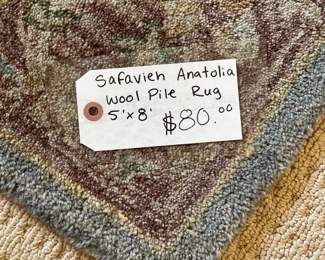 Safavieh Anatolia
Wool Pile Rug
5'x8' $80.00